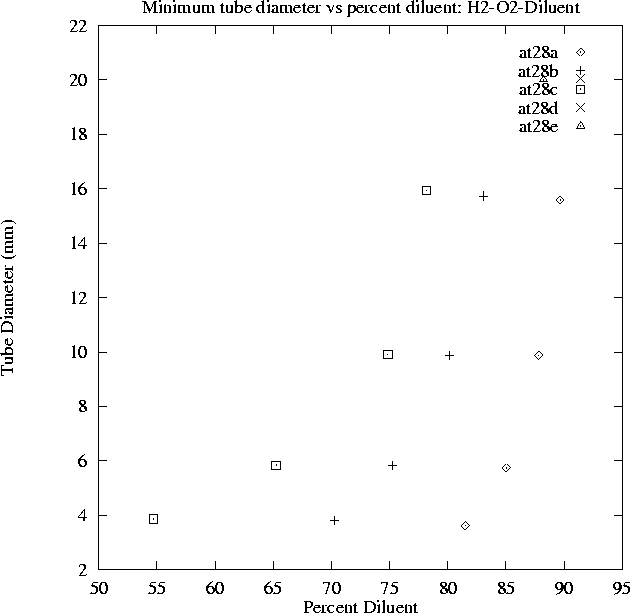 Minimum tube diameter vs percent diluent: H2-O2-Diluent
22
20
18
16
14
12
10
8
6
4
2
at28a
at28b
at28c
at28d
at28e
Tube Diameter (mm)
50 55 60 65 70 75 80 85 90 95
Percent Diluent